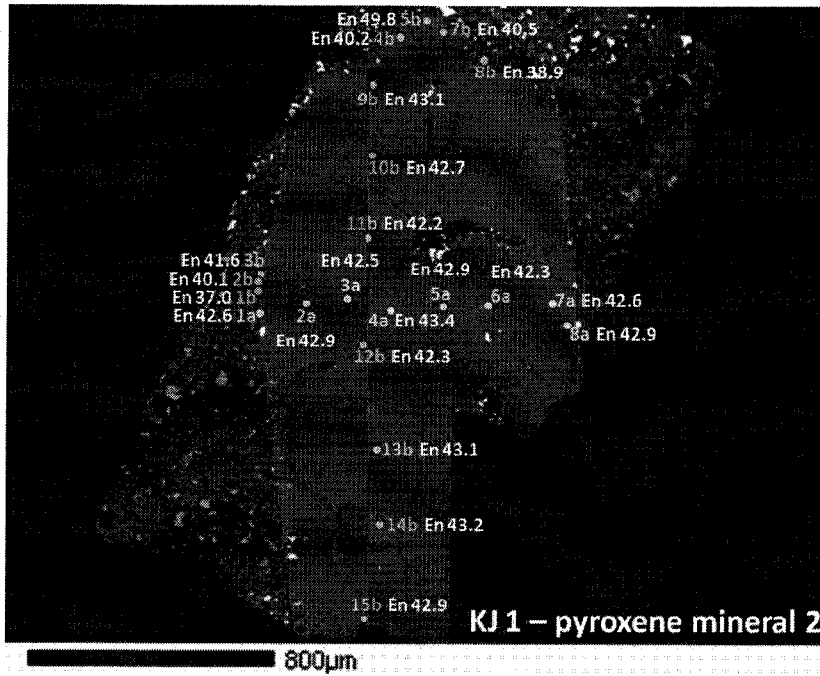 En 49.8 5b
7b En 40,5
En 40.2 4b
8b En 38.9
9b En 43.1
10b En 42.7
11b En 42.2
En 41.6 3b
En 42.5
En 42.9
En 42.3
En 40.1 2b
En 37.0 1b
3a
5a
6a
7a En 42.6
En 42.6 1a
2a
4a En 43.4
8a En 42.9
En 42.9
12b En 42.3
13b En 43.1
14b En 43.2
15b En 42.9
KJ 1 – pyroxene mineral 2
800µm